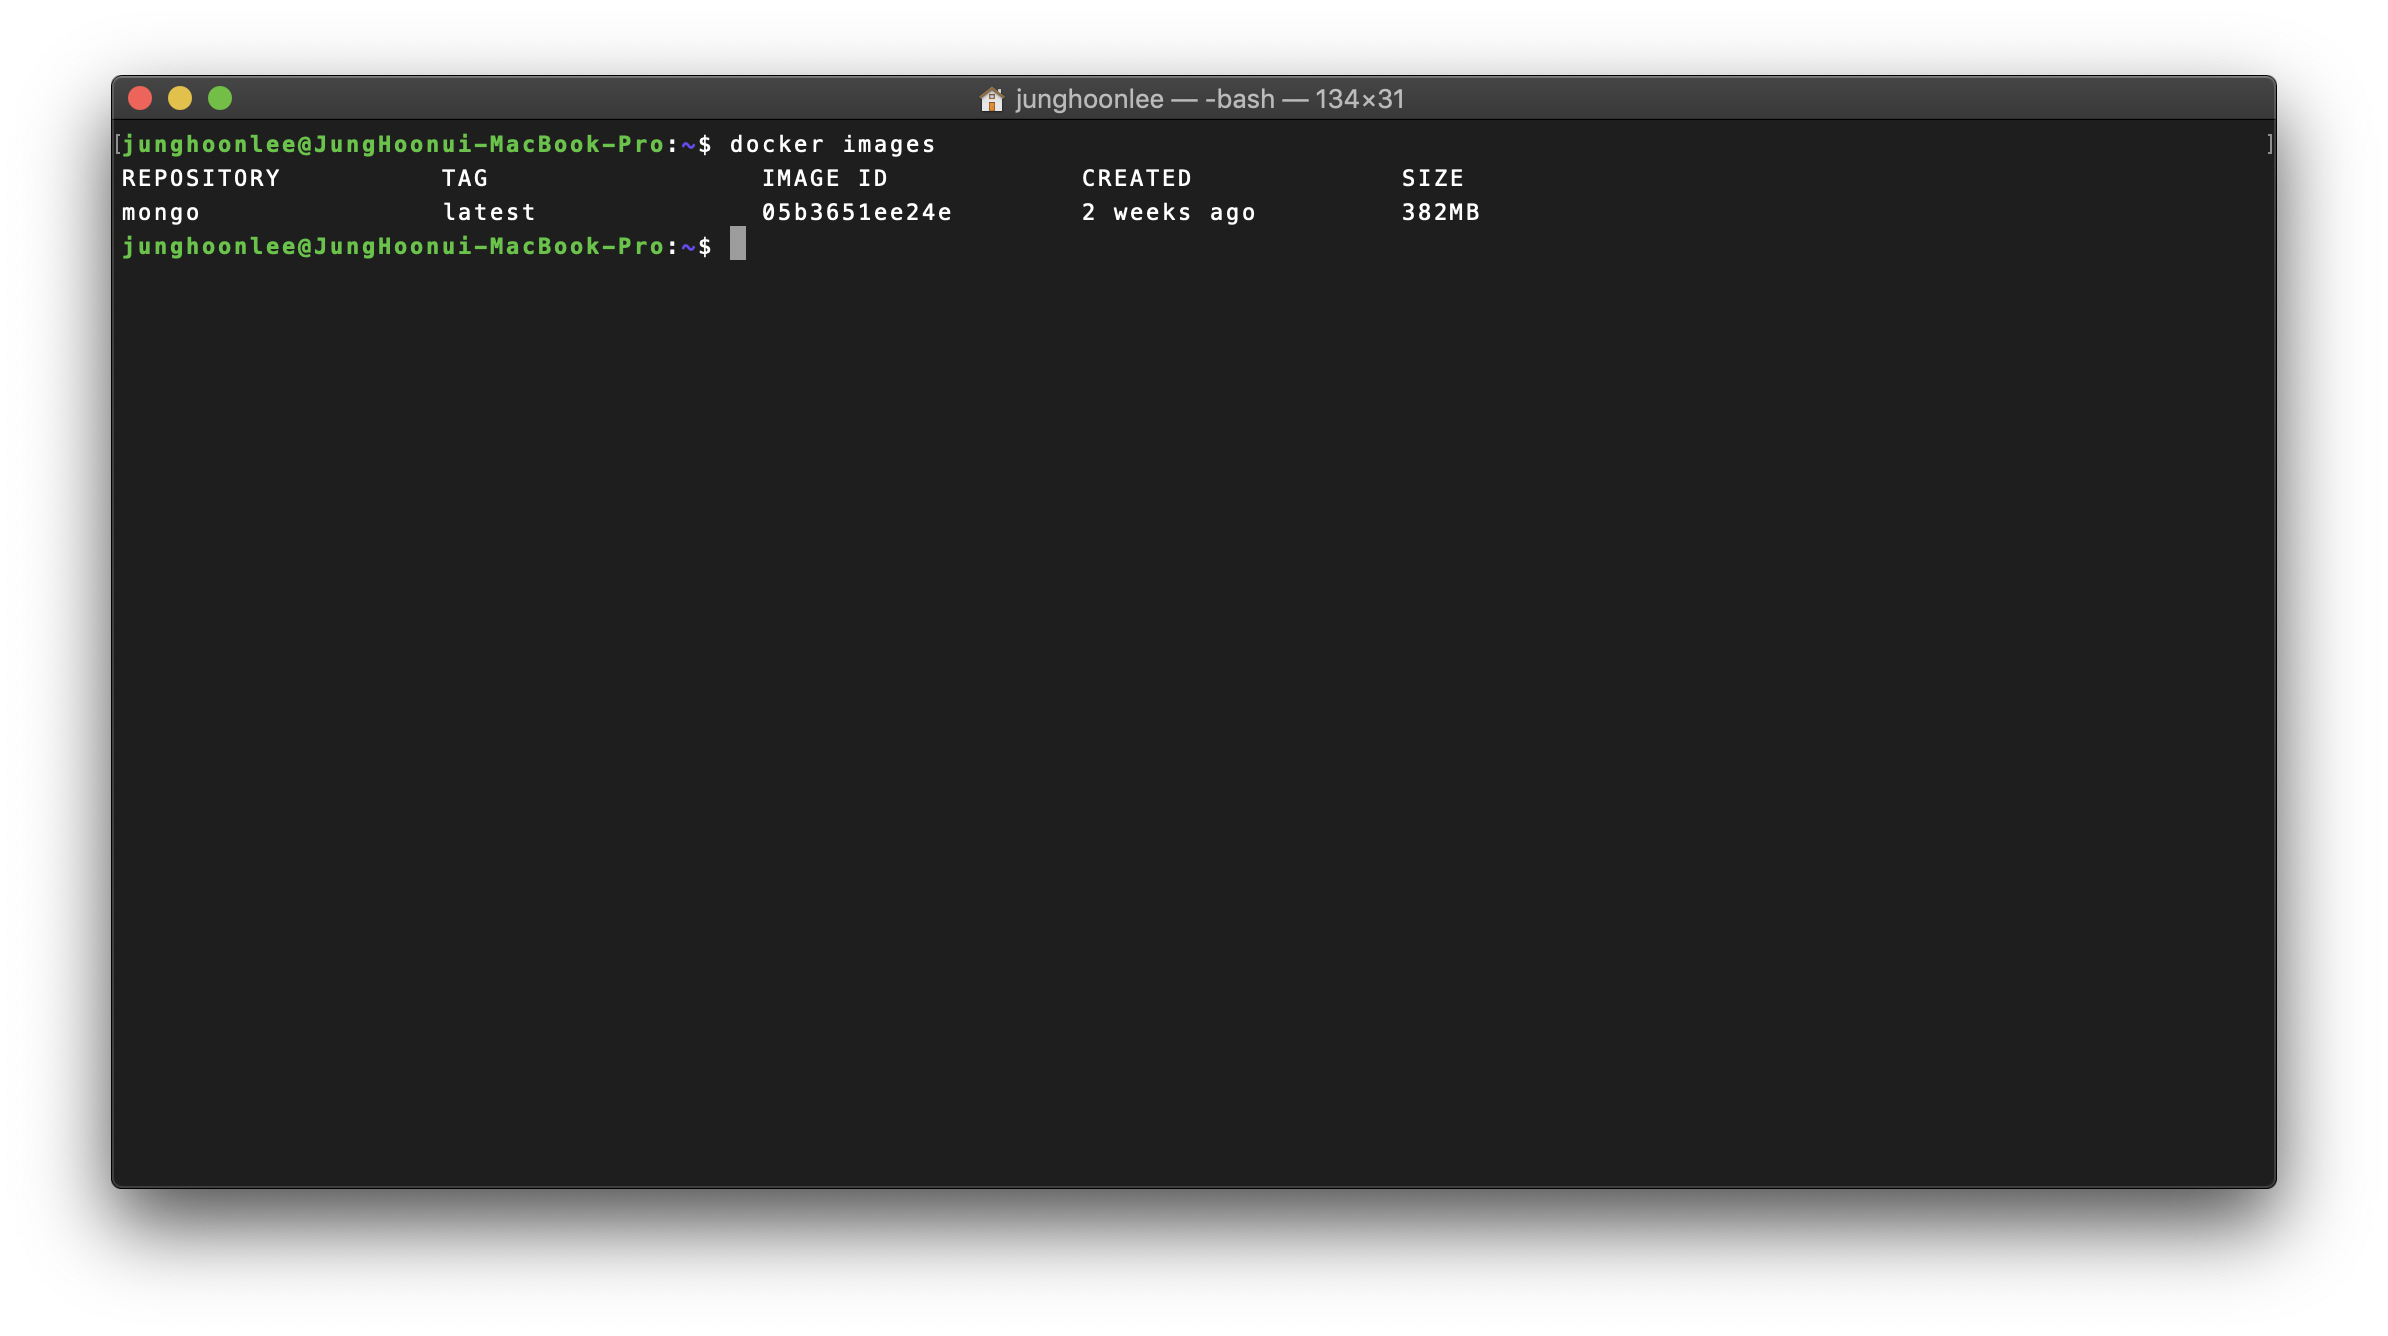 junghoonlee — -bash — 134×31
[junghoonlee@JungHoonui-MacBook-Pro:~$ docker images ]
REPOSITORY TAG IMAGE ID CREATED SIZE
mongo latest 05b3651ee24e 2 weeks ago 382MB
junghoonlee@JungHoonui-MacBook-Pro:~$